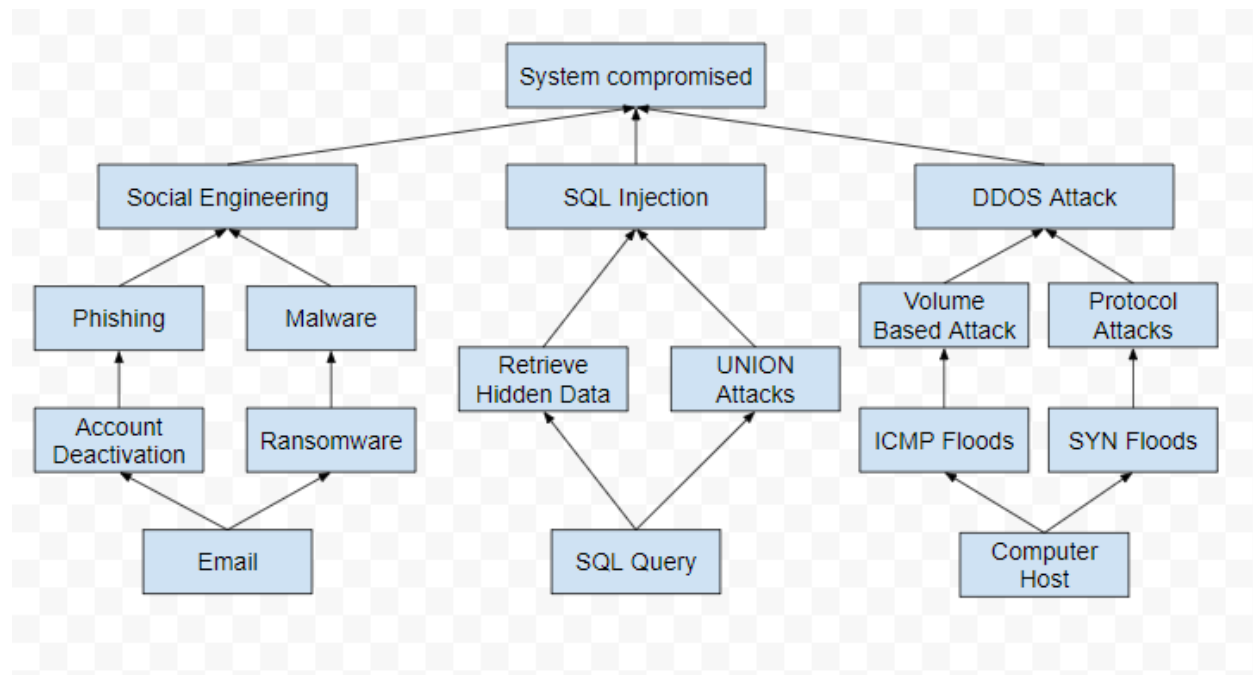 System compromised
Social Engineering
SQL Injection
DDOS Attack
Phishing
Malware
Volume
Based Attack
Protocol
Attacks
Retrieve
Hidden Data
UNION
Attacks
Account
Deactivation
Ransomware
ICMP Floods
SYN Floods
Email
SQL Query
Computer
Host